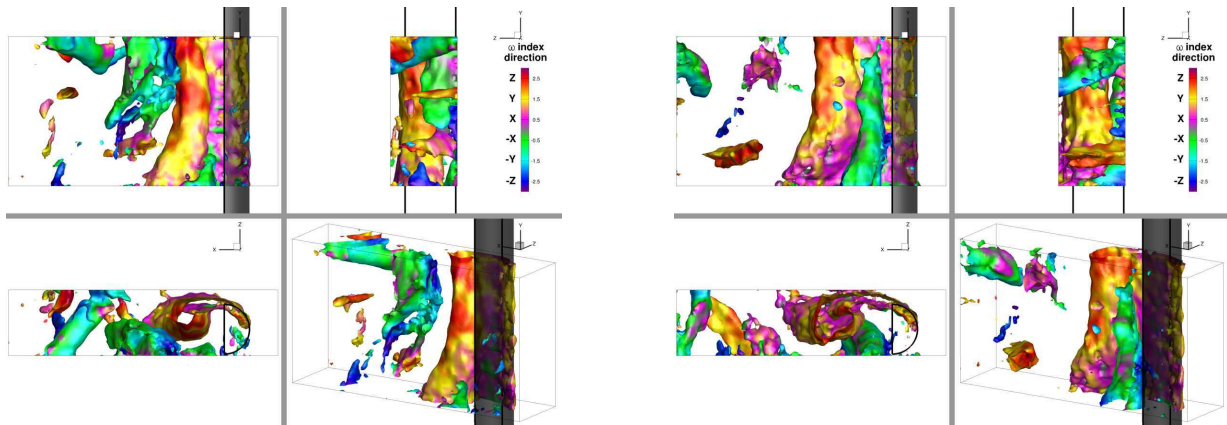 Y
X
Y
Z
ω index
direction
Z 2.5
Y 1.5
X 0.5
-X -0.5
-Y -1.5
-Z -2.5
Z
X
Y
X
Z
Y
X
Y
Z
ω index
direction
Z 2.5
Y 1.5
X 0.5
-X -0.5
-Y -1.5
-Z -2.5
Z
X
Y
X
Z